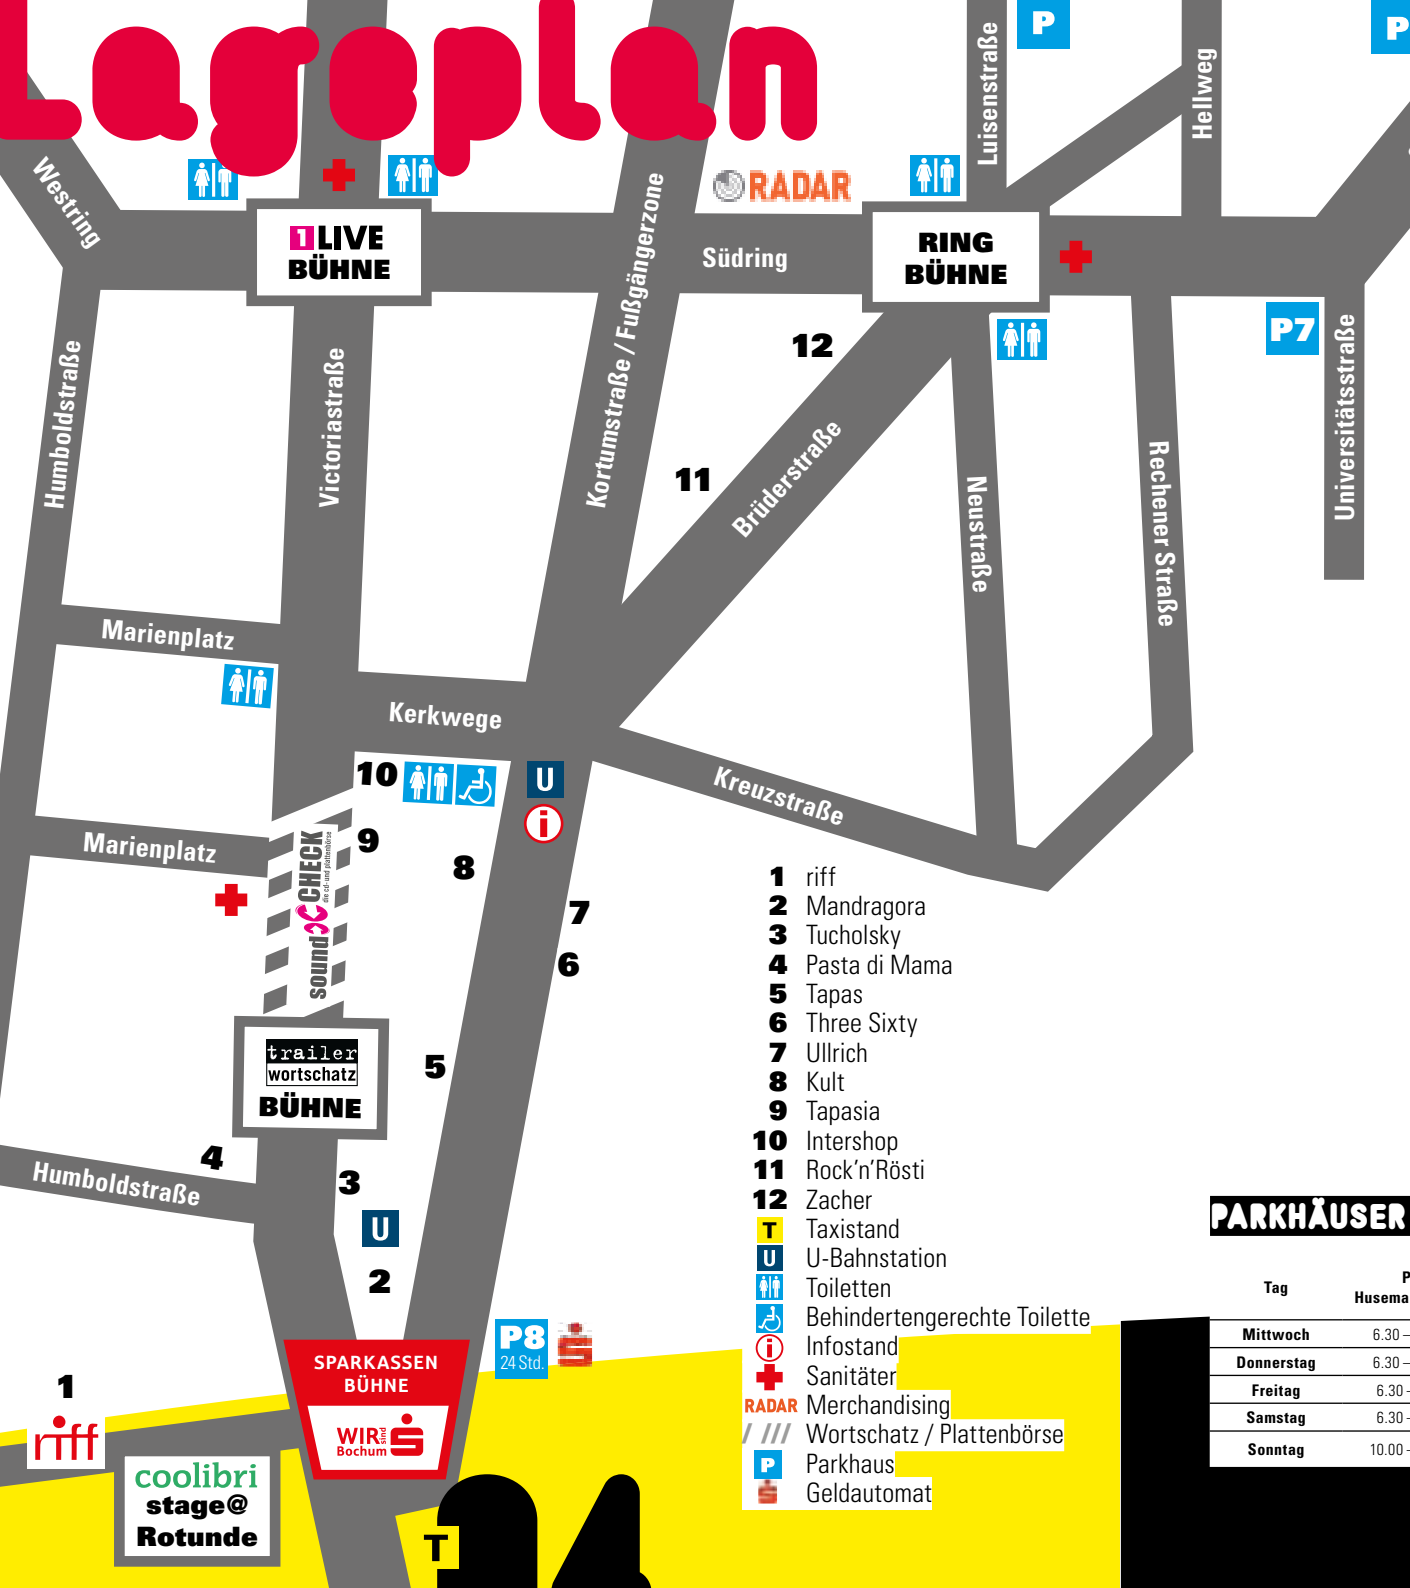 Lageplan
P
P
Luisenstraße
Hellweg
Westring
RADAR
1LIVE
BÜHNE
RING
BÜHNE
Südring
Kortumstraße / Fußgängerzone
P7
12
Humboldstraße
Victoriastraße
Universitätsstraße
11
Brüderstraße
Neustraße
Rechener Straße
Marienplatz
Kerkwege
10
U
i
Kreuzstraße
Marienplatz
9
8
sound CHECK
die cd- und plattenbörse
7
6
trailer
wortschatz
BÜHNE
5
4
3
Humboldstraße
U
2
P8
24 Std.
SPARKASSEN
BÜHNE
WIR sind
Bochum
1
riff
coolibri
stage@
Rotunde
T
1 riff
2 Mandragora
3 Tucholsky
4 Pasta di Mama
5 Tapas
6 Three Sixty
7 Ullrich
8 Kult
9 Tapasia
10 Intershop
11 Rock'n'Rösti
12 Zacher
T Taxistand
U U-Bahnstation
Toiletten
Behindertengerechte Toilette
i Infostand
Sanitäter
RADAR Merchandising
/ /// Wortschatz / Plattenbörse
P Parkhaus
Geldautomat
PARKHÄUSER
P
Tag Husema
Mittwoch 6.30 –
Donnerstag 6.30 –
Freitag 6.30 -
Samstag 6.30 -
Sonntag 10.00 -